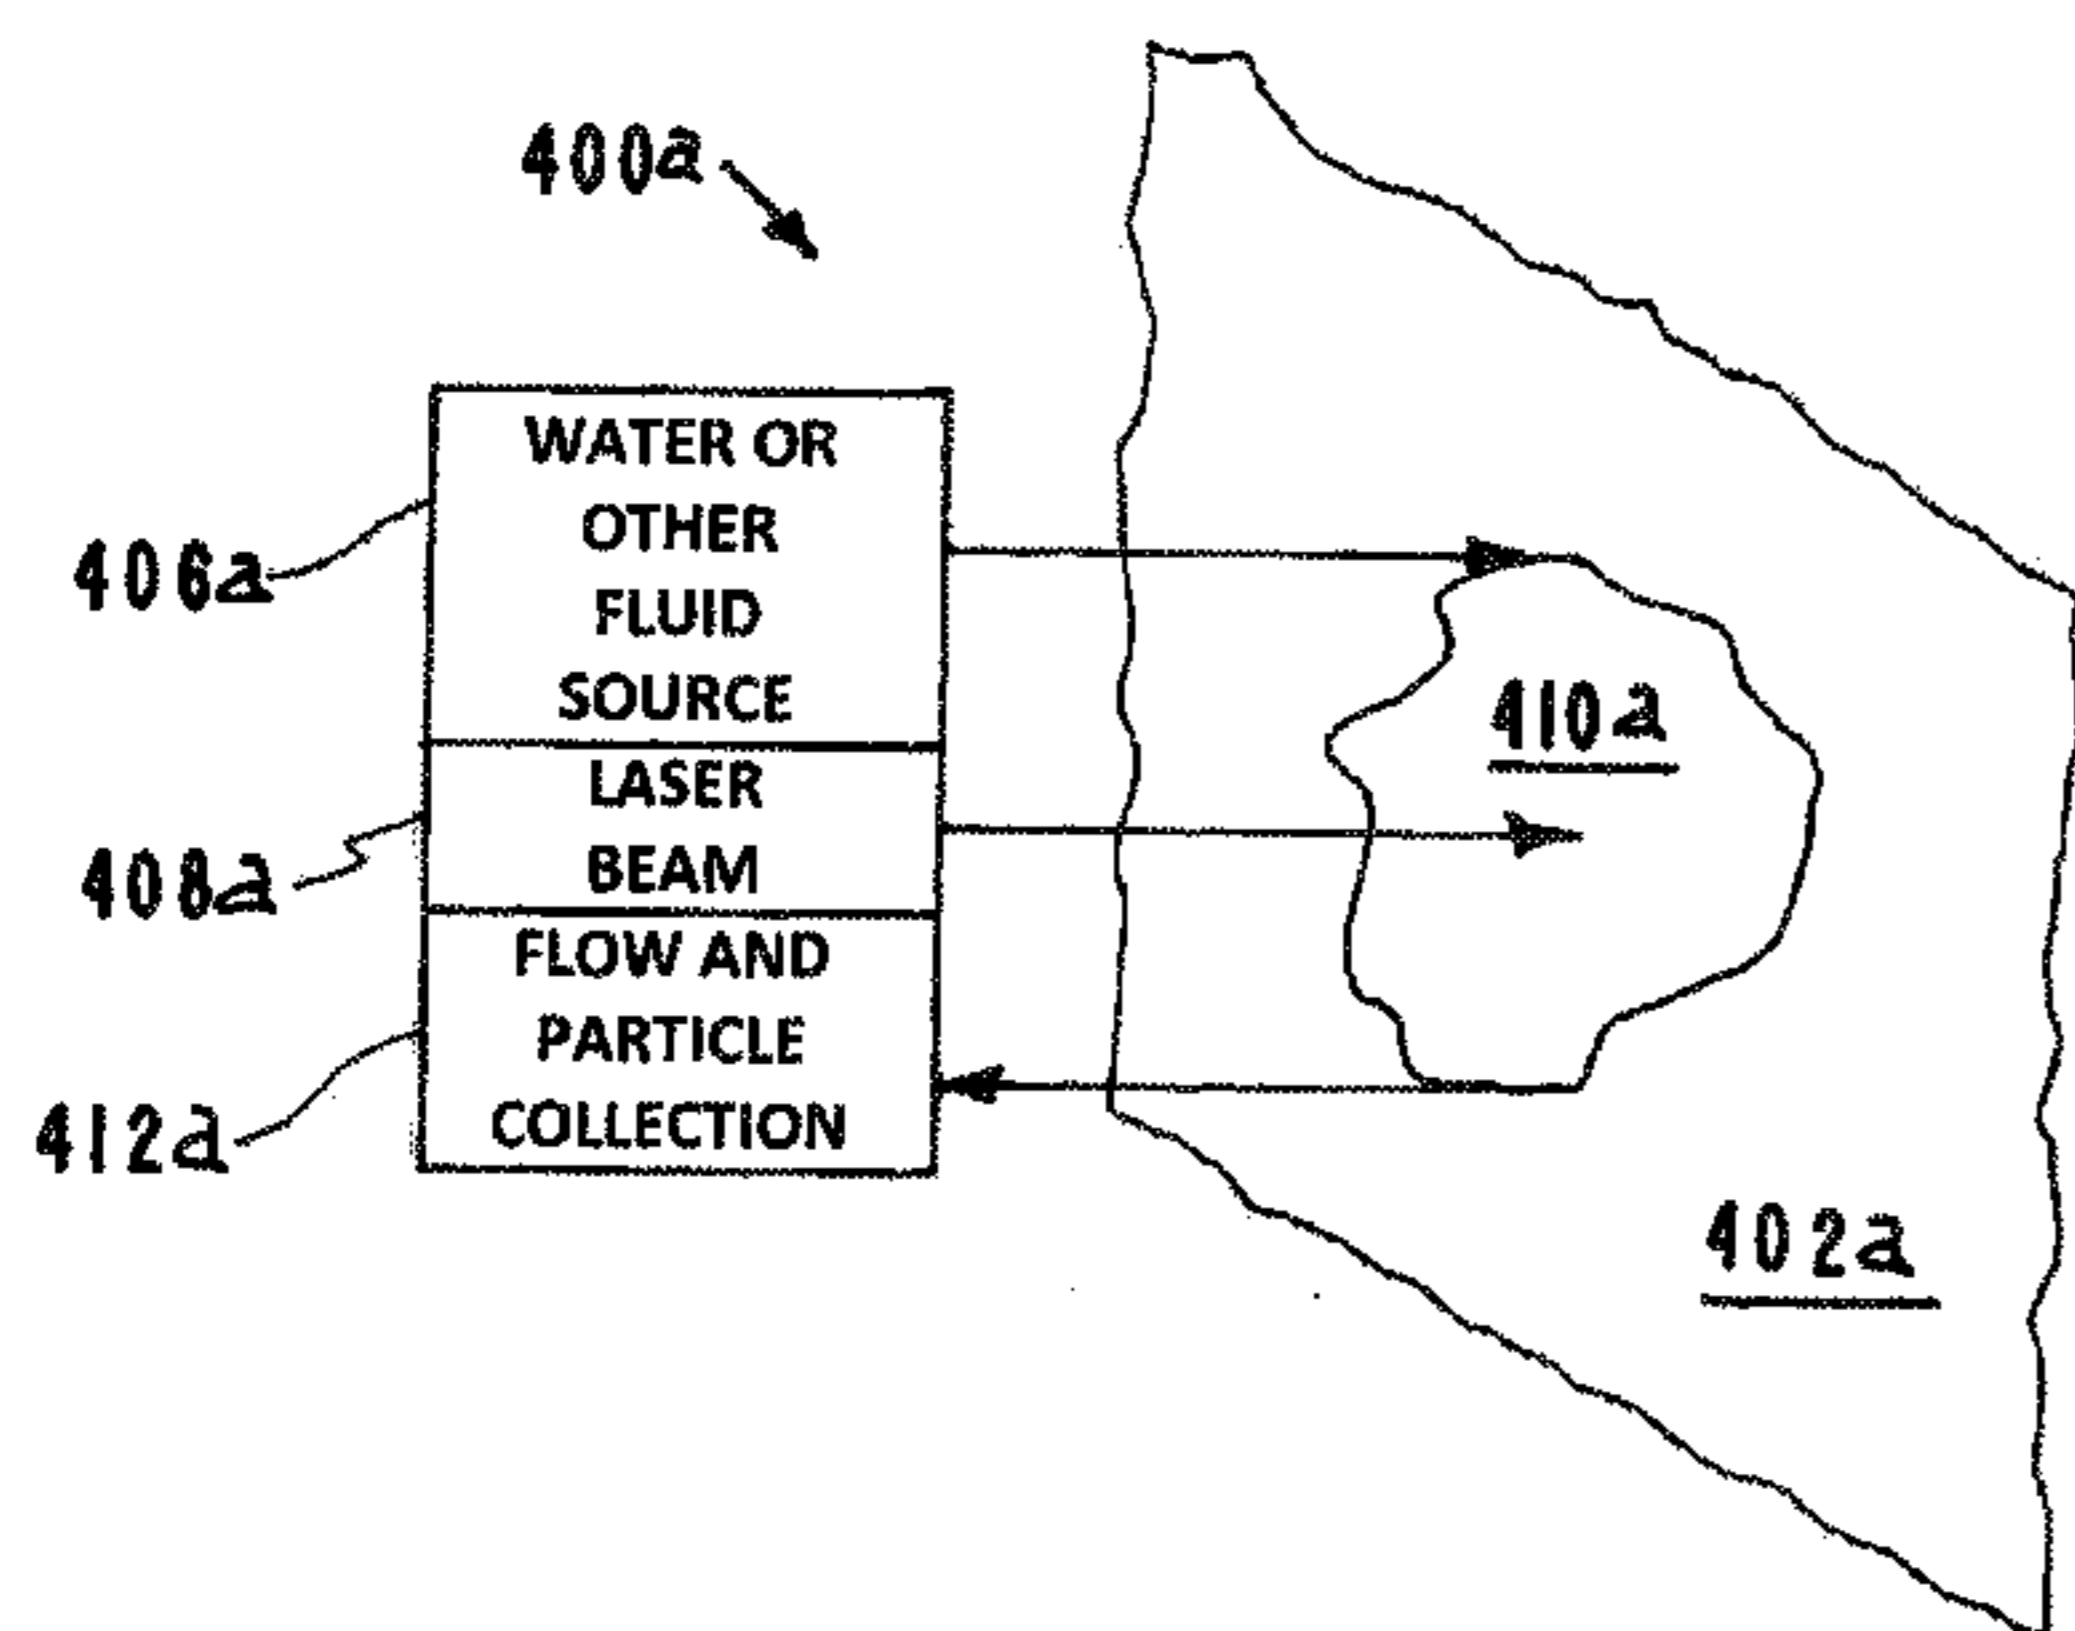 400a
WATER OR
OTHER
FLUID
SOURCE
406a
410a
LASER
BEAM
408a
FLOW AND
PARTICLE
COLLECTION
412a
402a